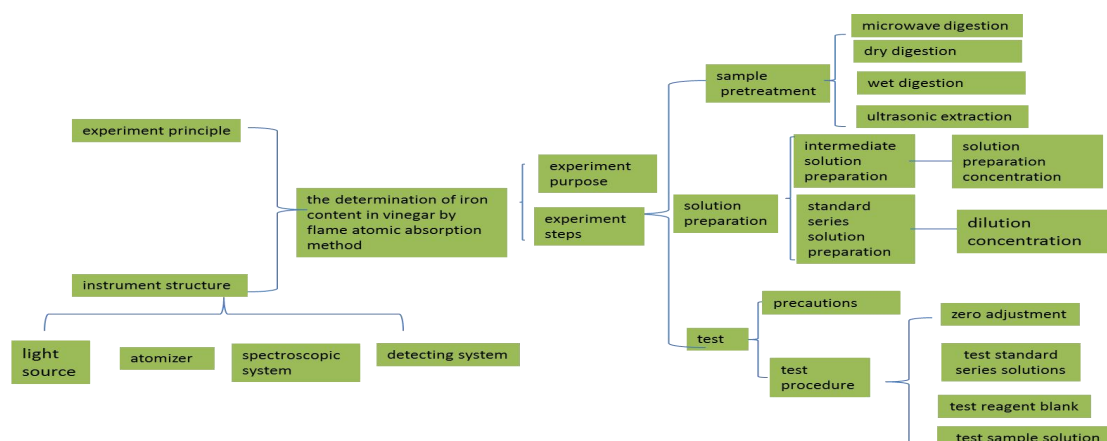 experiment principle
the determination of iron
content in vinegar by
flame atomic absorption
method
instrument structure
light
source
atomizer
spectroscopic
system
detecting system
experiment
purpose
experiment
steps
sample
pretreatment
microwave digestion
dry digestion
wet digestion
ultrasonic extraction
solution
preparation
intermediate
solution
preparation
solution
preparation
concentration
standard
series
solution
preparation
dilution
concentration
test
precautions
test
procedure
zero adjustment
test standard
series solutions
test reagent blank
test sample solution